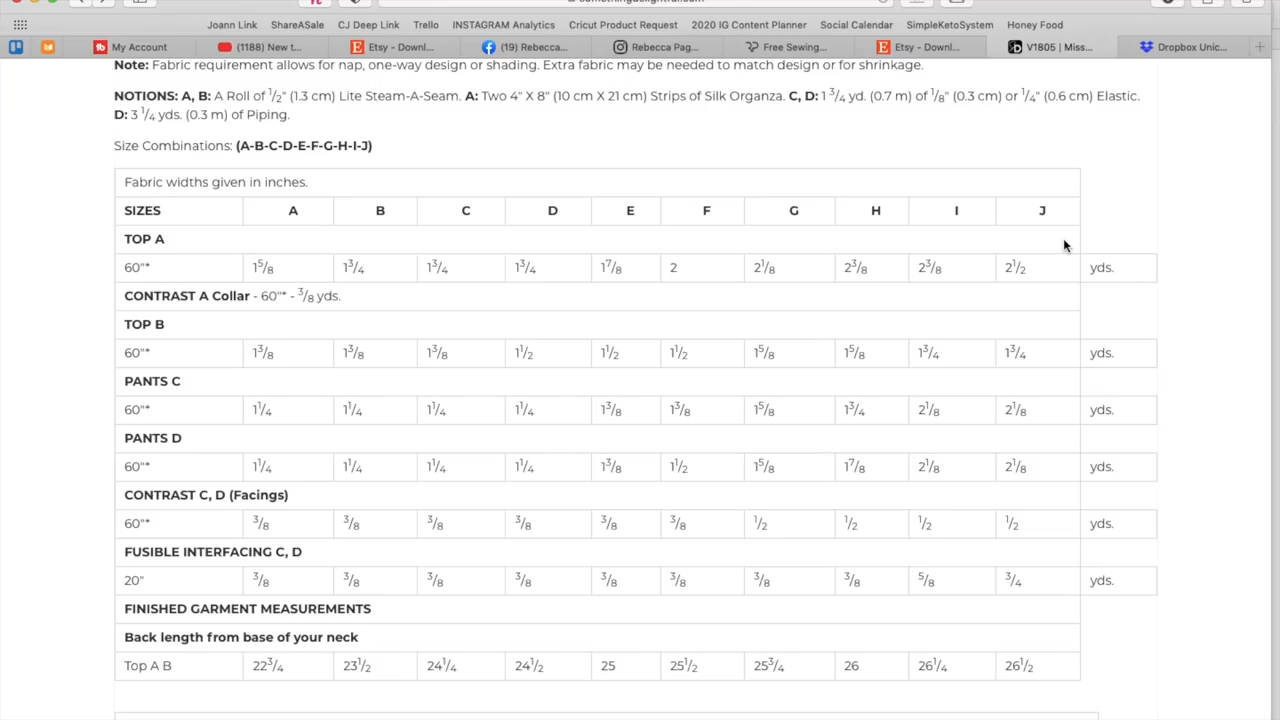 Joann Link ShareASale CJ Deep Link Trello INSTAGRAM Analytics Cricut Product Request 2020 IG Content Planner Social Calendar SimpleKetoSystem Honey Food
My Account (1188) New t... Etsy - Downl... (19) Rebecca... Rebecca Pag... Free Sewing... Etsy - Downl... V1805 | Miss... Dropbox Unic...
Note: Fabric requirement allows for nap, one-way design or shading. Extra fabric may be needed to match design or for shrinkage.
NOTIONS: A, B: A Roll of 1/2" (1.3 cm) Lite Steam-A-Seam. A: Two 4" X 8" (10 cm X 21 cm) Strips of Silk Organza. C, D: 1 3/4 yd. (0.7 m) of 1/8" (0.3 cm) or 1/4" (0.6 cm) Elastic.
D: 3 1/4 yds. (0.3 m) of Piping.
Size Combinations: (A-B-C-D-E-F-G-H-I-J)
Fabric widths given in inches.
SIZES A B C D E F G H I J
TOP A
60"* 1 5/8 1 3/4 1 3/4 1 3/4 1 7/8 2 2 1/8 2 3/8 2 3/8 2 1/2 yds.
CONTRAST A Collar - 60"* - 3/8 yds.
TOP B
60"* 1 3/8 1 3/8 1 3/8 1 1/2 1 1/2 1 1/2 1 5/8 1 5/8 1 3/4 1 3/4 yds.
PANTS C
60"* 1 1/4 1 1/4 1 1/4 1 1/4 1 3/8 1 3/8 1 5/8 1 3/4 2 1/8 2 1/8 yds.
PANTS D
60"* 1 1/4 1 1/4 1 1/4 1 1/4 1 3/8 1 1/2 1 5/8 1 7/8 2 1/8 2 1/8 yds.
CONTRAST C, D (Facings)
60"* 3/8 3/8 3/8 3/8 3/8 3/8 1/2 1/2 1/2 1/2 yds.
FUSIBLE INTERFACING C, D
20" 3/8 3/8 3/8 3/8 3/8 3/8 3/8 3/8 5/8 3/4 yds.
FINISHED GARMENT MEASUREMENTS
Back length from base of your neck
Top A B 22 3/4 23 1/2 24 1/4 24 1/2 25 25 1/2 25 3/4 26 26 1/4 26 1/2